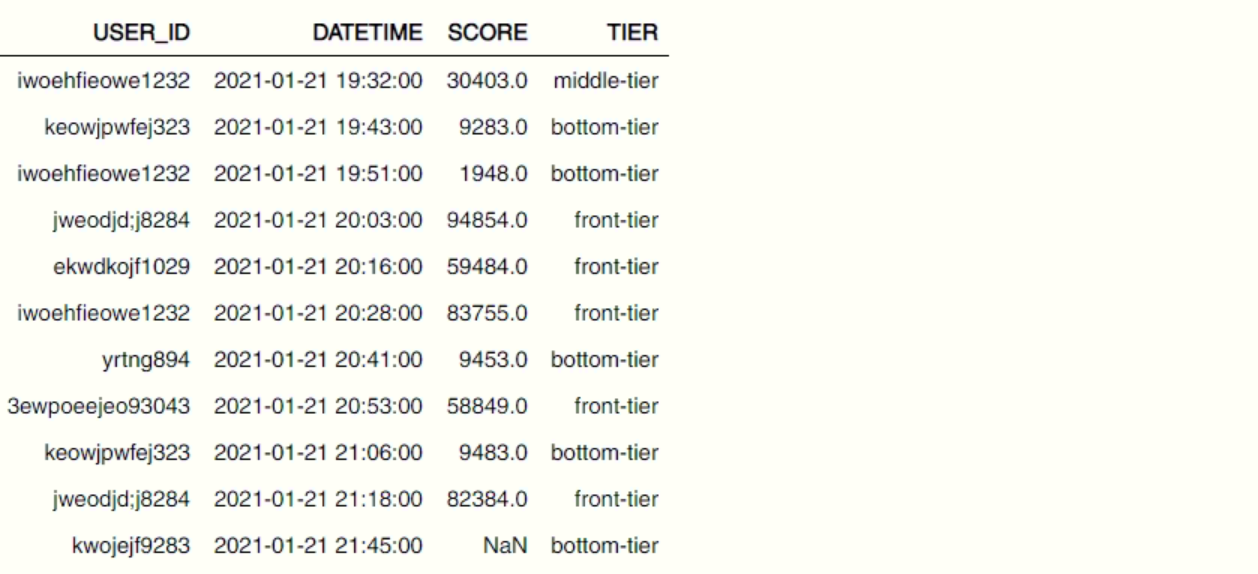 USER_ID DATETIME SCORE TIER
iwoehfieowe1232 2021-01-21 19:32:00 30403.0 middle-tier
keowjpwfej323 2021-01-21 19:43:00 9283.0 bottom-tier
iwoehfieowe1232 2021-01-21 19:51:00 1948.0 bottom-tier
jweodjd;j8284 2021-01-21 20:03:00 94854.0 front-tier
ekwdkojf1029 2021-01-21 20:16:00 59484.0 front-tier
iwoehfieowe1232 2021-01-21 20:28:00 83755.0 front-tier
yrtng894 2021-01-21 20:41:00 9453.0 bottom-tier
3ewpoeejeo93043 2021-01-21 20:53:00 58849.0 front-tier
keowjpwfej323 2021-01-21 21:06:00 9483.0 bottom-tier
jweodjd;j8284 2021-01-21 21:18:00 82384.0 front-tier
kwojejf9283 2021-01-21 21:45:00 NaN bottom-tier